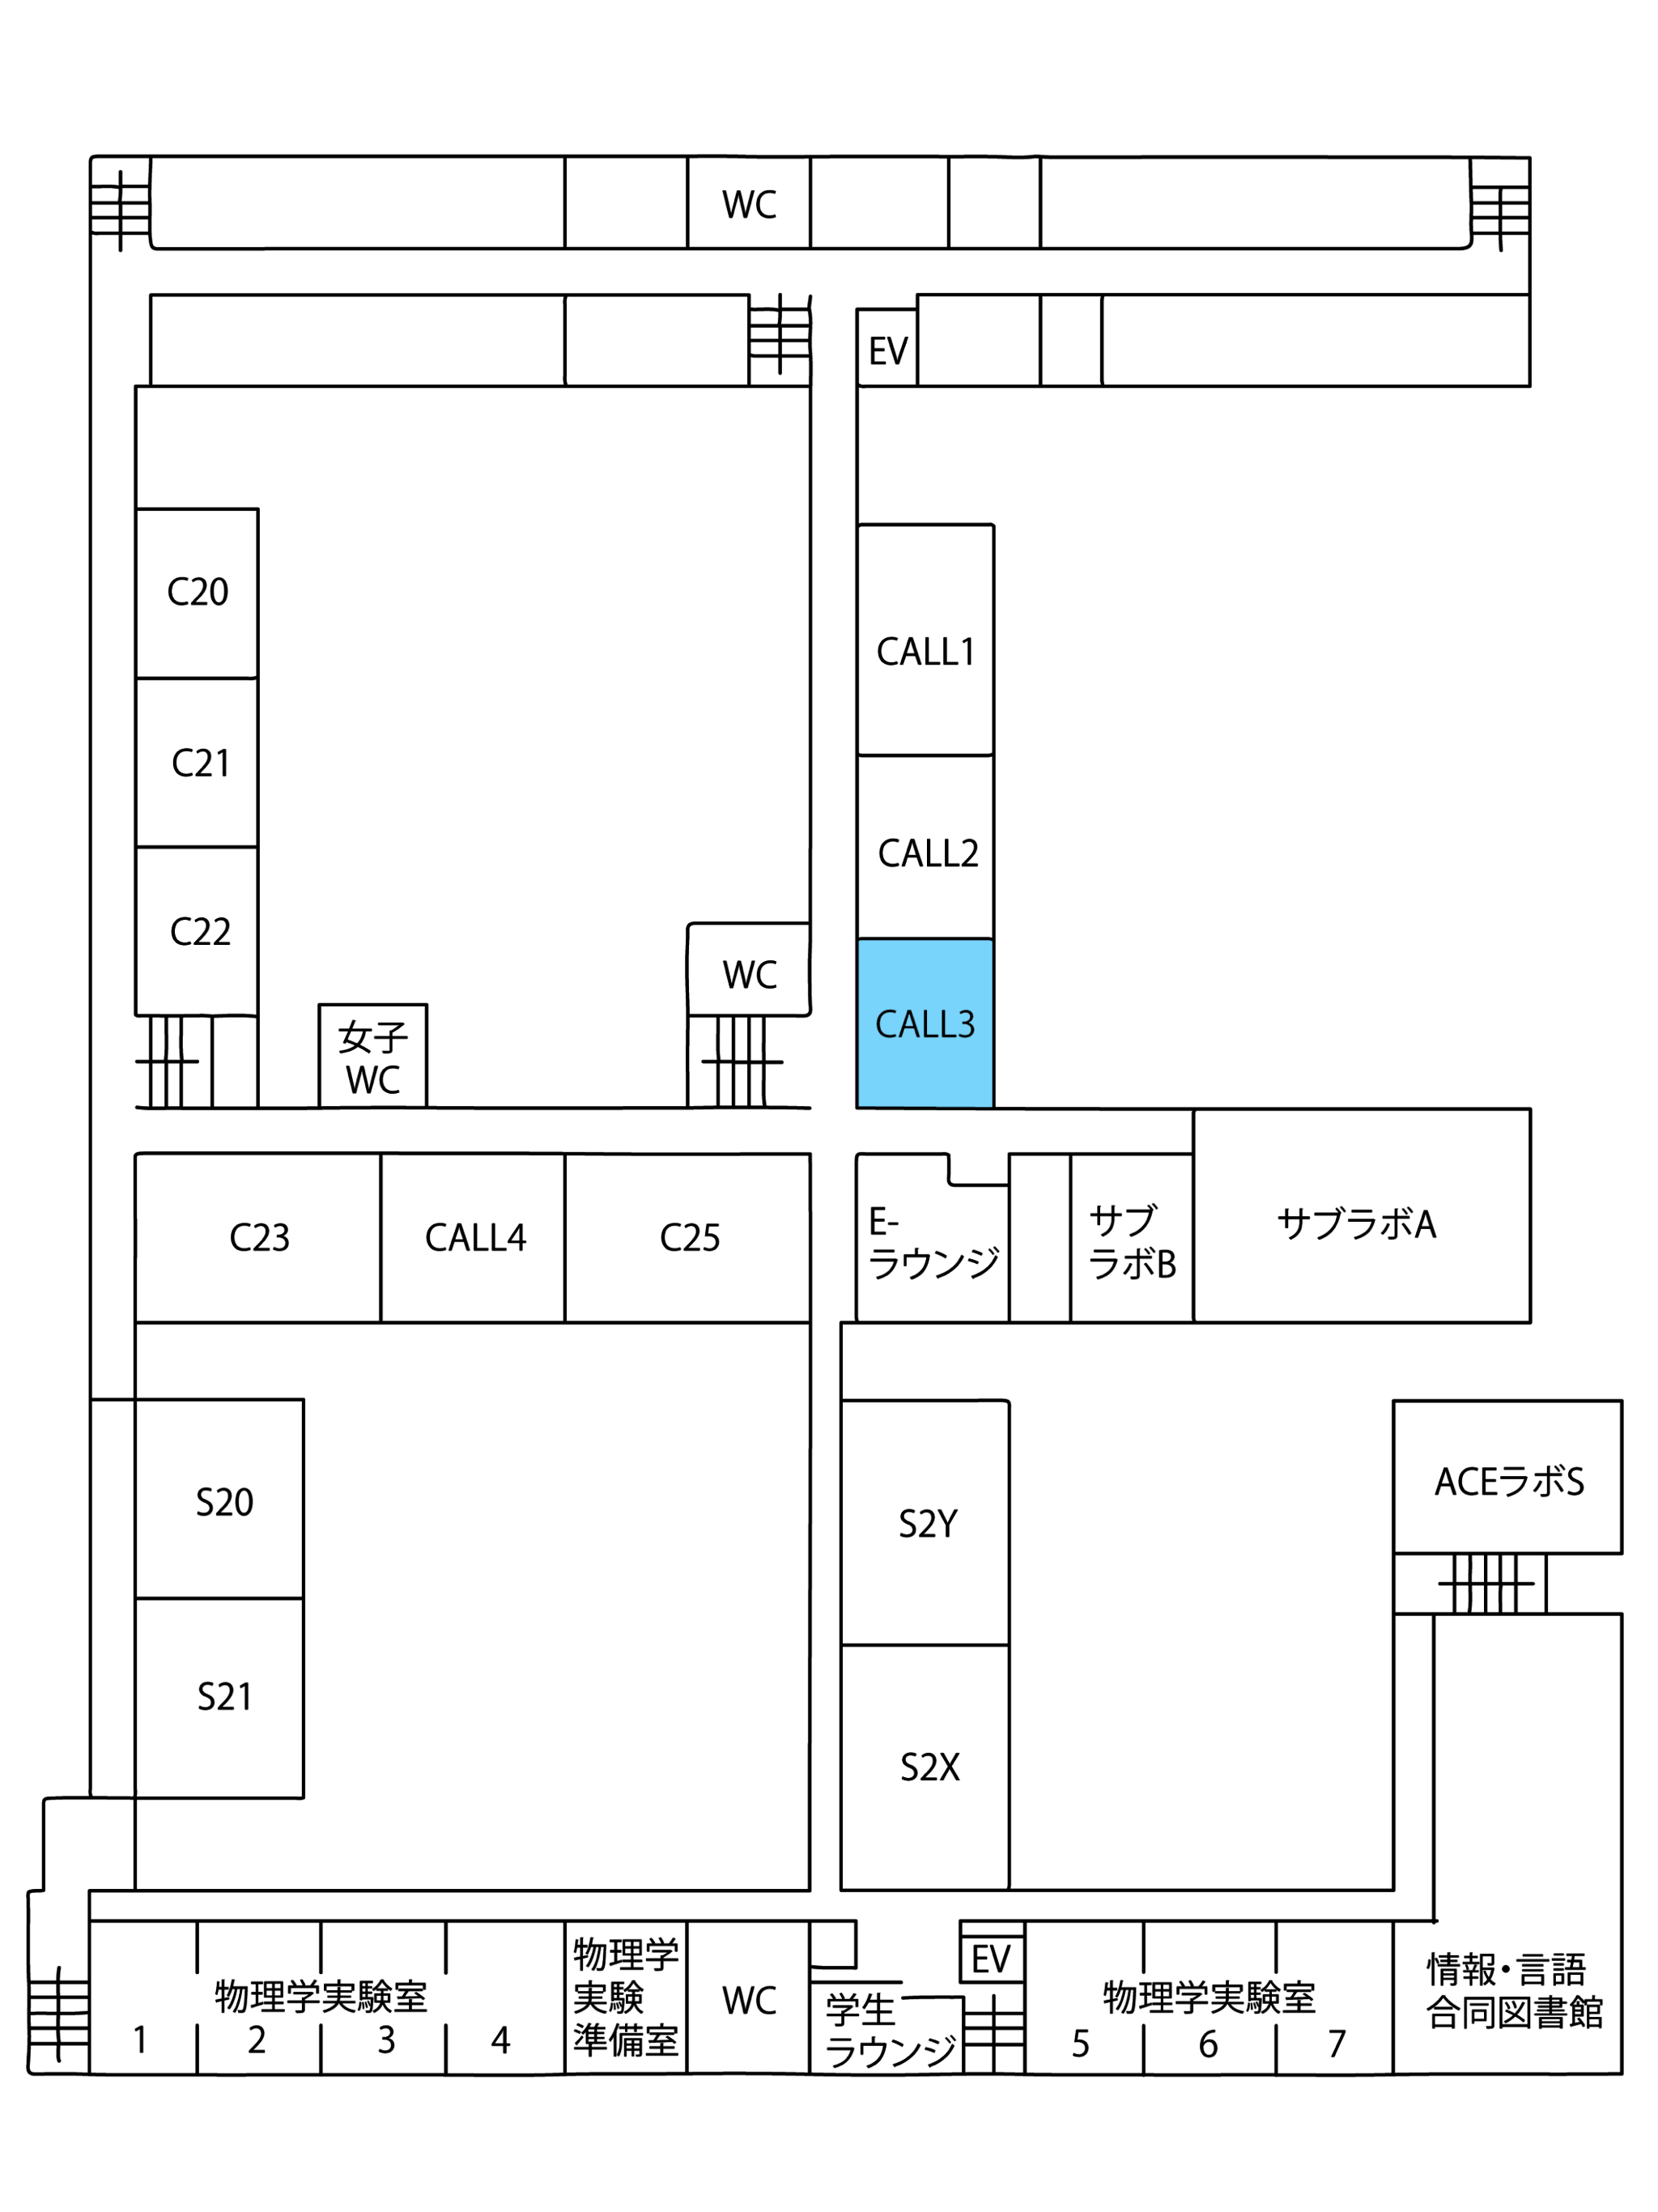 WC
EV
C20
CALL1
C21
CALL2
C22
WC
CALL3
女子
WC
C23
CALL4
C25
E-
ラウンジ
サブ
ラボB
サブラボA
S20
S2Y
ACEラボS
S21
S2X
物理学実験室
1
2
3
4
物理学
実験
準備室
WC
学生
ラウンジ
EV
物理学実験室
5
6
7
情報・言語
合同図書館